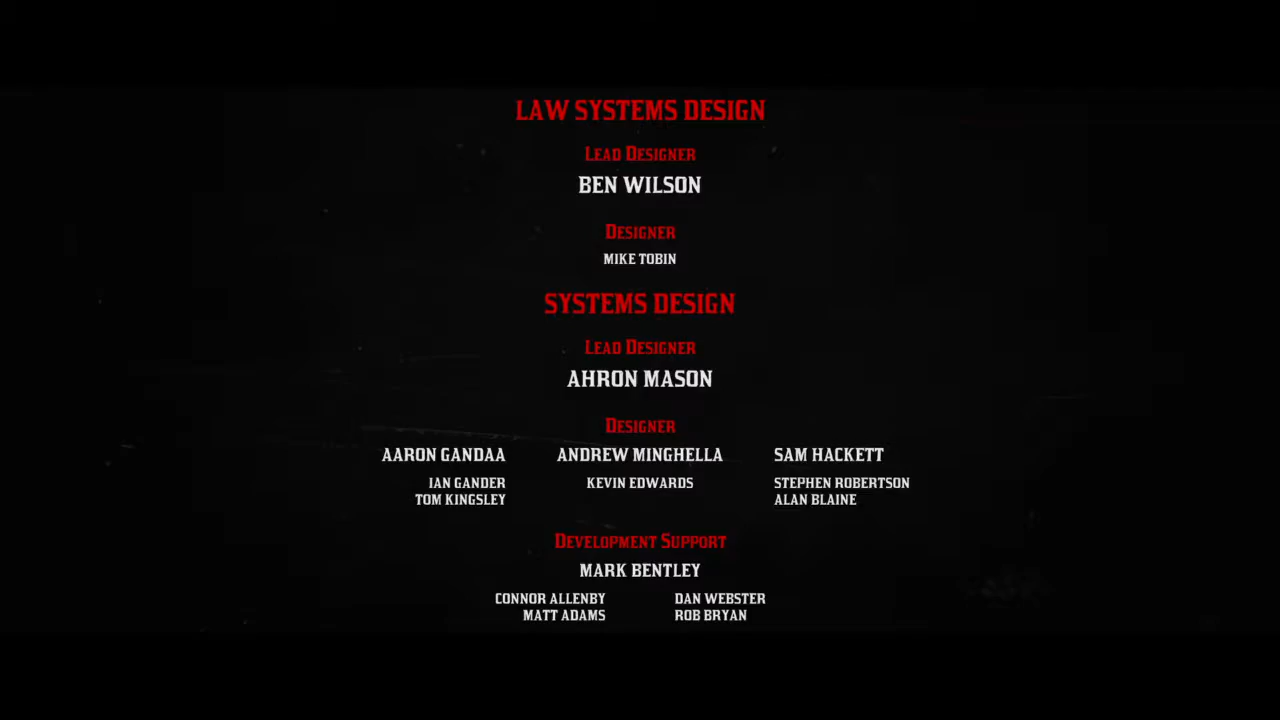 LAW SYSTEMS DESIGN
LEAD DESIGNER
BEN WILSON
DESIGNER
MIKE TOBIN
SYSTEMS DESIGN
LEAD DESIGNER
AHRON MASON
DESIGNER
AARON GANDAA ANDREW MINGHELLA SAM HACKETT
IAN GANDER KEVIN EDWARDS STEPHEN ROBERTSON
TOM KINGSLEY ALAN BLAINE
DEVELOPMENT SUPPORT
MARK BENTLEY
CONNOR ALLENBY DAN WEBSTER
MATT ADAMS ROB BRYAN